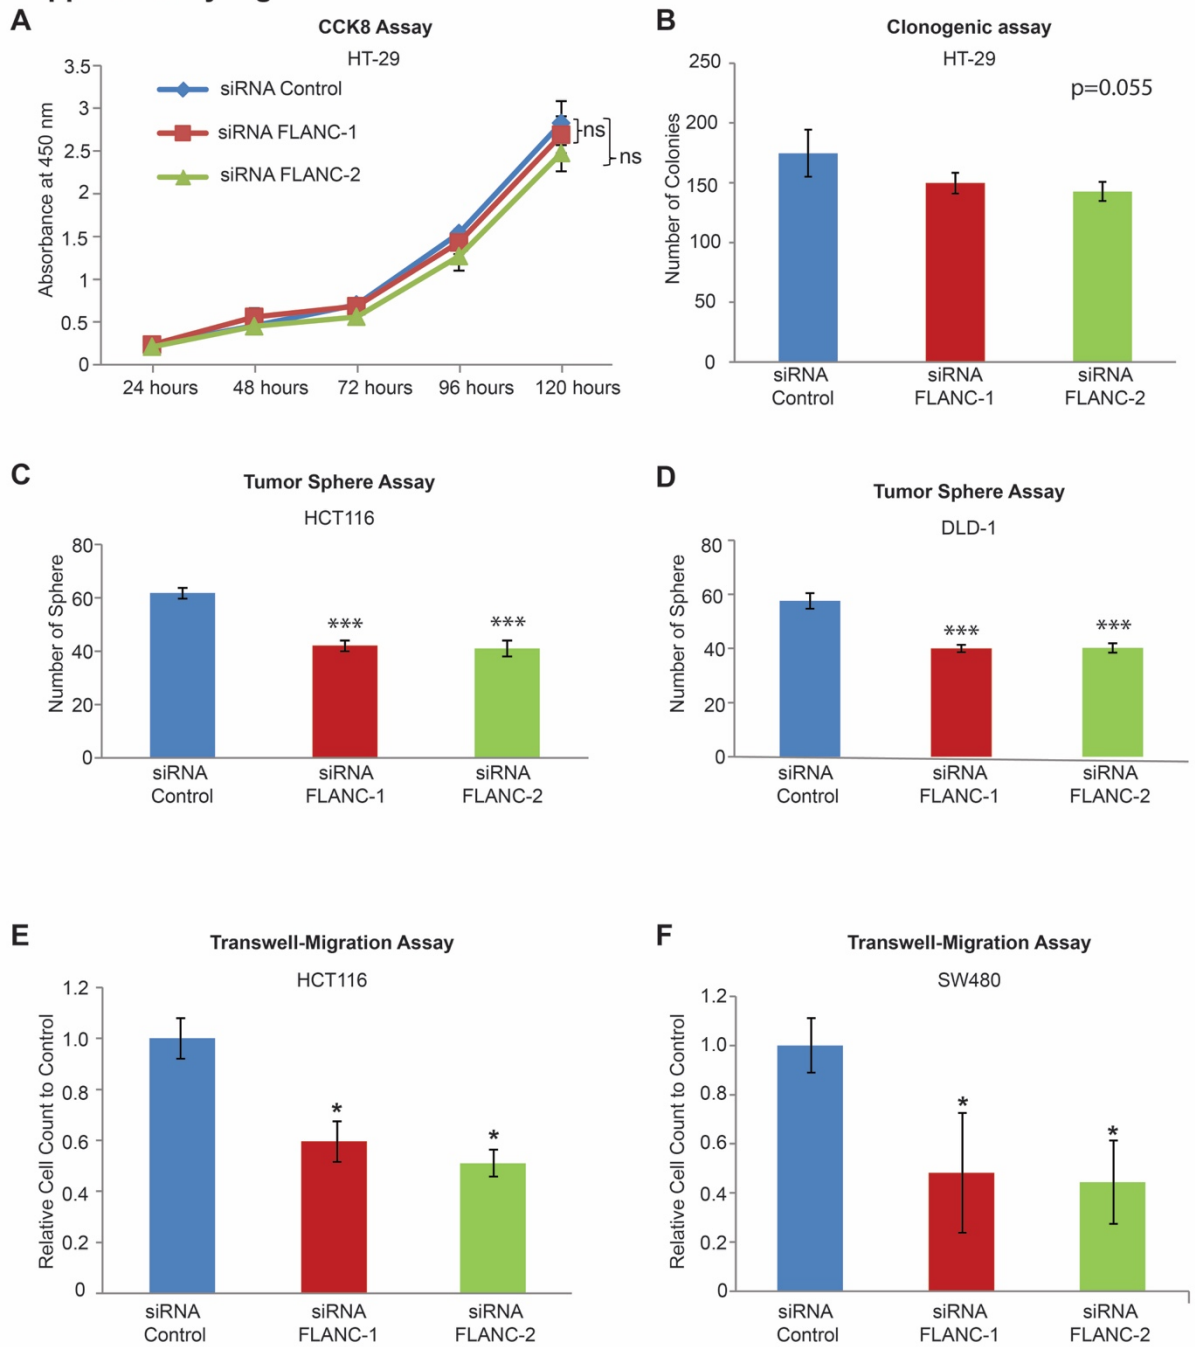 A
CCK8 Assay
HT-29
Absorbance at 450 nm
3.5
3
2.5
2
1.5
1
0.5
0
siRNA Control
siRNA FLANC-1
siRNA FLANC-2
ns
ns
24 hours 48 hours 72 hours 96 hours 120 hours
B
Clonogenic assay
HT-29
p=0.055
Number of Colonies
250
200
150
100
50
0
siRNA Control
siRNA FLANC-1
siRNA FLANC-2
C
Tumor Sphere Assay
HCT116
Number of Sphere
80
60
40
20
0
***
***
siRNA Control
siRNA FLANC-1
siRNA FLANC-2
D
Tumor Sphere Assay
DLD-1
Number of Sphere
80
60
40
20
0
***
***
siRNA Control
siRNA FLANC-1
siRNA FLANC-2
E
Transwell-Migration Assay
HCT116
Relative Cell Count to Control
1.2
1.0
0.8
0.6
0.4
0.2
0
*
*
siRNA Control
siRNA FLANC-1
siRNA FLANC-2
F
Transwell-Migration Assay
SW480
Relative Cell Count to Control
1.2
1.0
0.8
0.6
0.4
0.2
0
*
*
siRNA Control
siRNA FLANC-1
siRNA FLANC-2